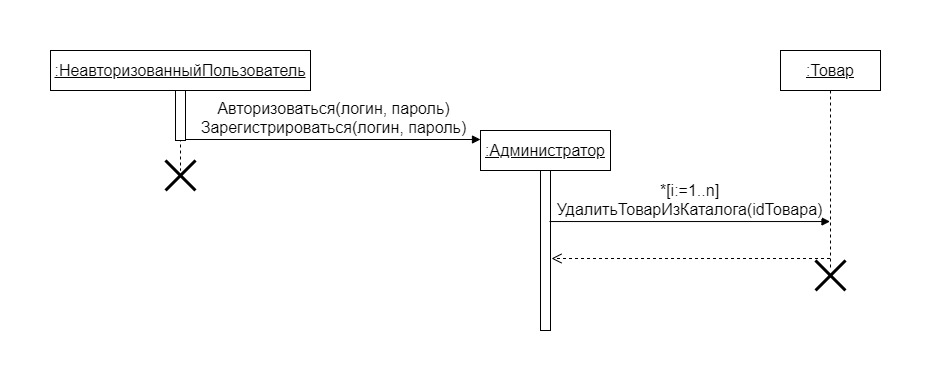 :НеавторизованныйПользователь
:Товар
Авторизоваться(логин, пароль)
Зарегистрироваться(логин, пароль)
:Администратор
*[i:=1..n]
УдалитьТоварИзКаталога(idТовара)